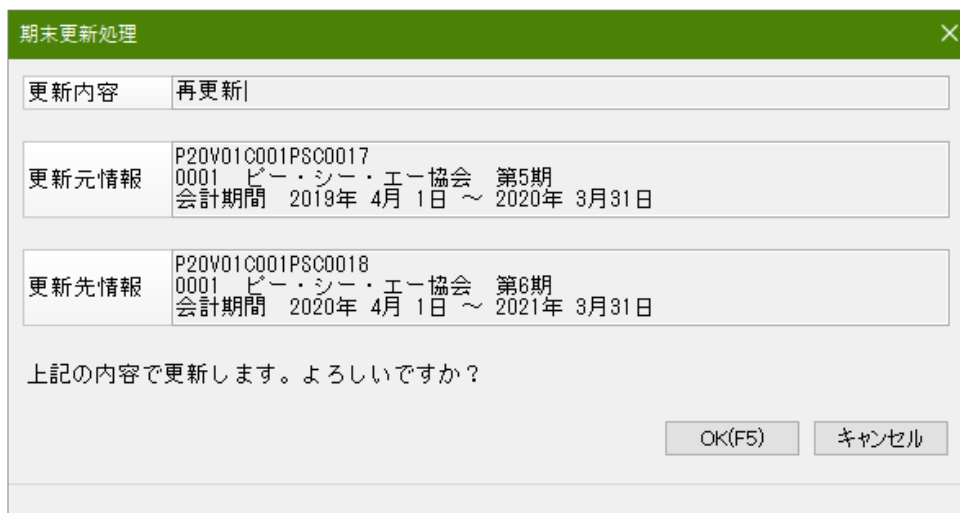 期末更新処理
更新内容 再更新
更新元情報
P20V01C001PSC0017
0001 ピー・シー・エー協会 第5期
会計期間 2019年 4月 1日 ～ 2020年 3月31日
更新先情報
P20V01C001PSC0018
0001 ピー・シー・エー協会 第6期
会計期間 2020年 4月 1日 ～ 2021年 3月31日
上記の内容で更新します。よろしいですか？
OK(F5) キャンセル